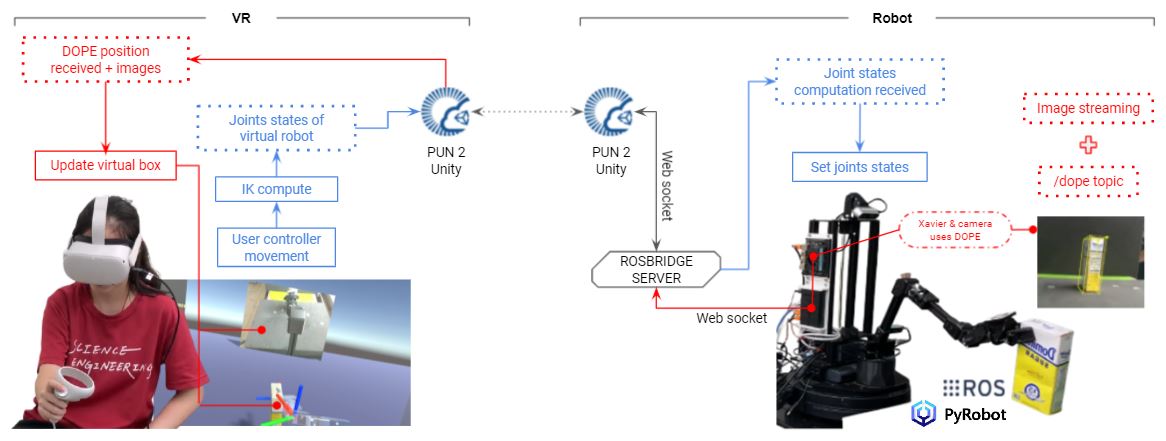 VR
DOPE position
received + images
Joints states of
virtual robot
Update virtual box
IK compute
User controller
movement
PUN 2
Unity
SCIENCE
ENGINEERING
Robot
PUN 2
Unity
Web socket
ROSBRIDGE
SERVER
Web socket
Joint states
computation received
Set joints states
Image streaming
/dope topic
Xavier & camera
uses DOPE
ROS
PyRobot